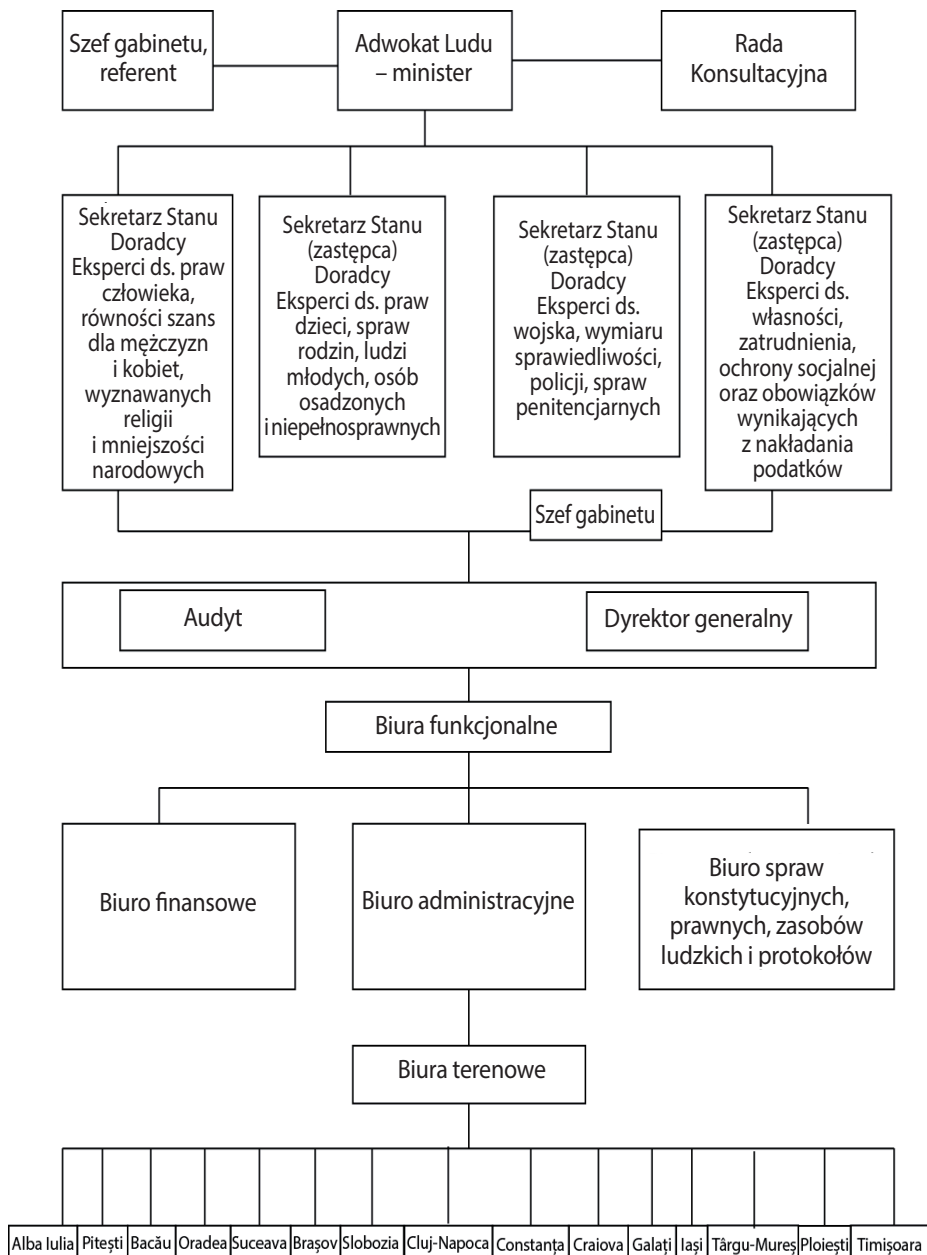 Szef gabinetu,
referent
Adwokat Ludu
– minister
Rada
Konsultacyjna
Sekretarz Stanu
Doradcy
Eksperci ds. praw
człowieka,
równości szans
dla mężczyzn
i kobiet,
wyznawanych
religii
i mniejszości
narodowych
Sekretarz Stanu
(zastępca)
Doradcy
Eksperci ds. praw
dzieci, spraw
rodzin, ludzi
młodych, osób
osadzonych
i niepełnosprawnych
Sekretarz Stanu
(zastępca)
Doradcy
Eksperci ds.
wojska, wymiaru
sprawiedliwości,
policji, spraw
penitencjarnych
Sekretarz Stanu
(zastępca)
Doradcy
Eksperci ds.
własności,
zatrudnienia,
ochrony socjalnej
oraz obowiązków
wynikających
z nakładania
podatków
Szef gabinetu
Audyt
Dyrektor generalny
Biura funkcjonalne
Biuro finansowe
Biuro administracyjne
Biuro spraw
konstytucyjnych,
prawnych, zasobów
ludzkich i protokołów
Biura terenowe
Alba Iulia
Pitești
Bacău
Oradea
Suceava
Brașov
Slobozia
Cluj-Napoca
Constanța
Craiova
Galați
Iași
Târgu-Mureș
Ploiești
Timișoara